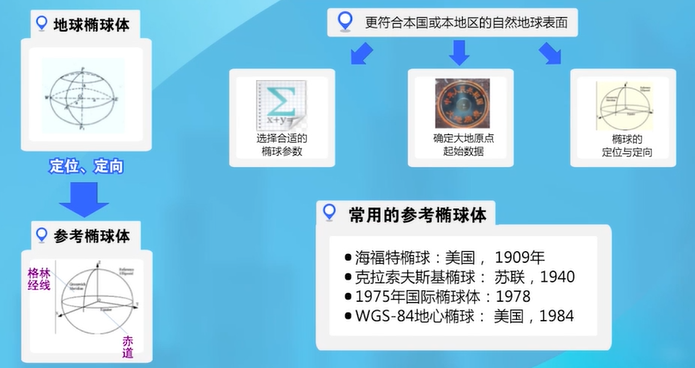 地球椭球体
定位、定向
参考椭球体
格林
经线
赤
道
更符合本国或本地区的自然地球表面
Σ
x+y
选择合适的
椭球参数
确定大地原点
起始数据
椭球的
定位与定向
常用的参考椭球体
•海福特椭球：美国， 1909年
•克拉索夫斯基椭球： 苏联，1940
•1975年国际椭球体：1978
•WGS-84地心椭球： 美国，1984